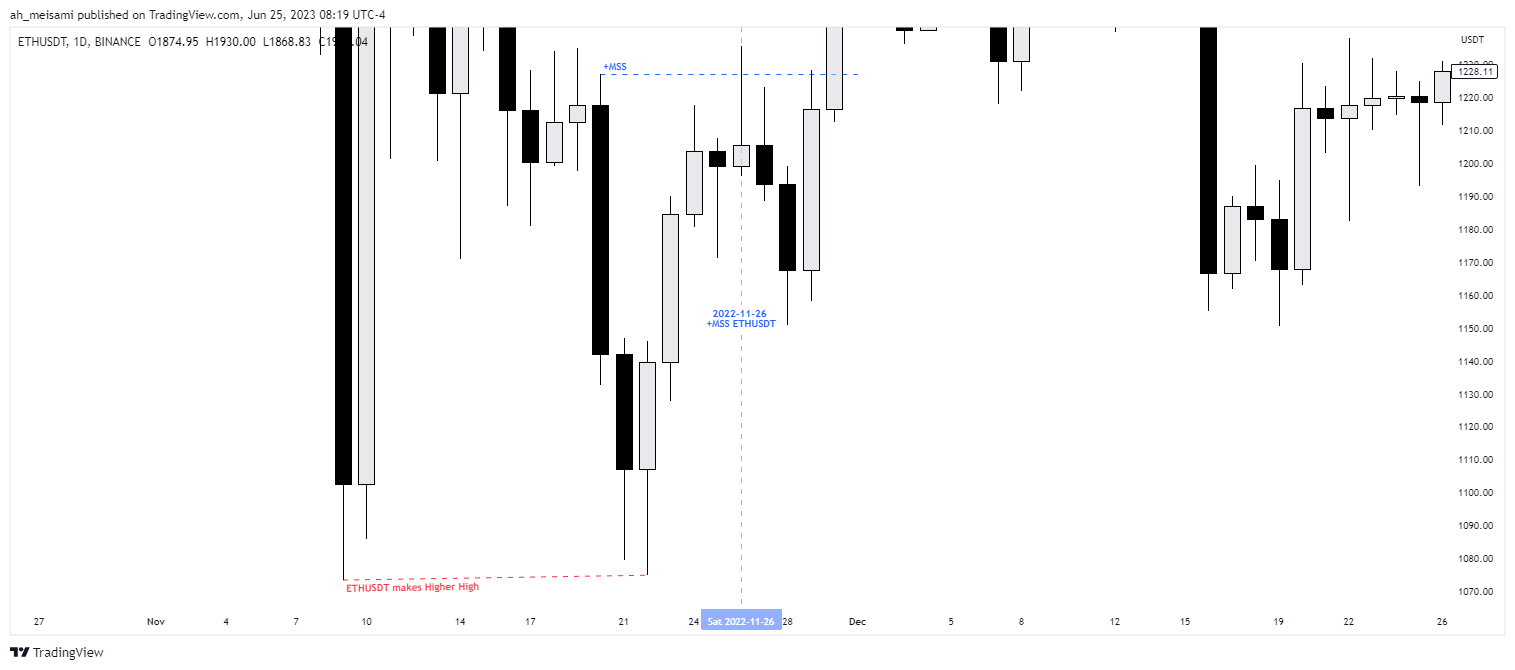 ah_meisami published on TradingView.com, Jun 25, 2023 08:19 UTC-4
ETHUSDT, 1D, BINANCE O1874.95 H1930.00 L1868.83
USDT
+MSS
1228.11
1220.00
1210.00
1200.00
1190.00
1180.00
1170.00
1160.00
2022-11-26
+MSS ETHUSDT
1150.00
1140.00
1130.00
1120.00
1110.00
1100.00
1090.00
1080.00
ETHUSDT makes Higher High
1070.00
27 Nov 4 7 10 14 17 21 24 Sat 2022-11-26 28 Dec 5 8 12 15 19 22 26
TradingView